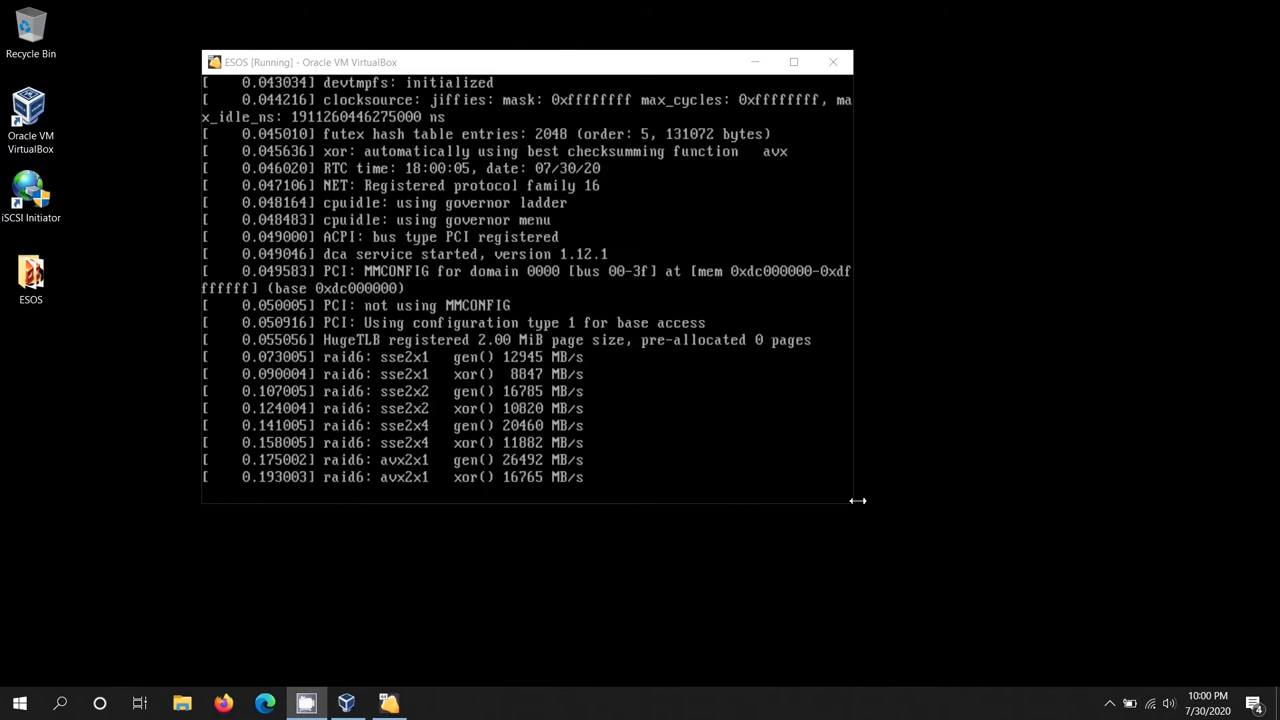 Recycle Bin
Oracle VM
VirtualBox
iSCSI Initiator
ESOS
ESOS [Running] - Oracle VM VirtualBox
[    0.043034] devtmpfs: initialized
[    0.044216] clocksource: jiffies: mask: 0xffffffff max_cycles: 0xffffffff, ma
x_idle_ns: 1911260446275000 ns
[    0.045010] futex hash table entries: 2048 (order: 5, 131072 bytes)
[    0.045636] xor: automatically using best checksumming function   avx
[    0.046020] RTC time: 18:00:05, date: 07/30/20
[    0.047106] NET: Registered protocol family 16
[    0.048164] cpuidle: using governor ladder
[    0.048483] cpuidle: using governor menu
[    0.049000] ACPI: bus type PCI registered
[    0.049046] dca service started, version 1.12.1
[    0.049583] PCI: MMCONFIG for domain 0000 [bus 00-3f] at [mem 0xdc000000-0xdf
ffffff] (base 0xdc000000)
[    0.050005] PCI: not using MMCONFIG
[    0.050916] PCI: Using configuration type 1 for base access
[    0.055056] HugeTLB registered 2.00 MiB page size, pre-allocated 0 pages
[    0.073005] raid6: sse2x1   gen() 12945 MB/s
[    0.090004] raid6: sse2x1   xor()  8847 MB/s
[    0.107005] raid6: sse2x2   gen() 16785 MB/s
[    0.124004] raid6: sse2x2   xor() 10820 MB/s
[    0.141005] raid6: sse2x4   gen() 20460 MB/s
[    0.158005] raid6: sse2x4   xor() 11882 MB/s
[    0.175002] raid6: avx2x1   gen() 26492 MB/s
[    0.193003] raid6: avx2x1   xor() 16765 MB/s
10:00 PM
7/30/2020
4